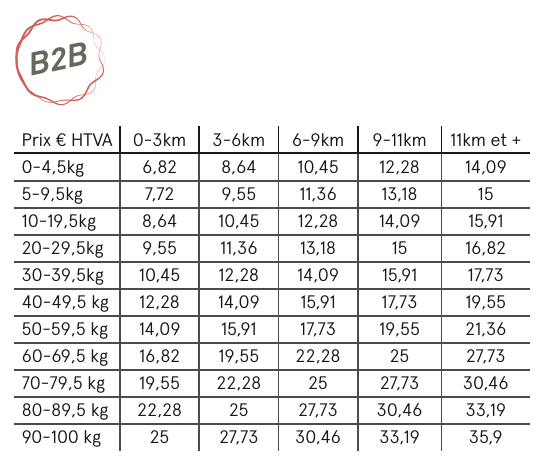 B2B
Prix € HTVA 0-3km 3-6km 6-9km 9-11km 11km et +
0-4,5kg 6,82 8,64 10,45 12,28 14,09
5-9,5kg 7,72 9,55 11,36 13,18 15
10-19,5kg 8,64 10,45 12,28 14,09 15,91
20-29,5kg 9,55 11,36 13,18 15 16,82
30-39,5kg 10,45 12,28 14,09 15,91 17,73
40-49,5 kg 12,28 14,09 15,91 17,73 19,55
50-59,5 kg 14,09 15,91 17,73 19,55 21,36
60-69,5 kg 16,82 19,55 22,28 25 27,73
70-79,5 kg 19,55 22,28 25 27,73 30,46
80-89,5 kg 22,28 25 27,73 30,46 33,19
90-100 kg 25 27,73 30,46 33,19 35,9